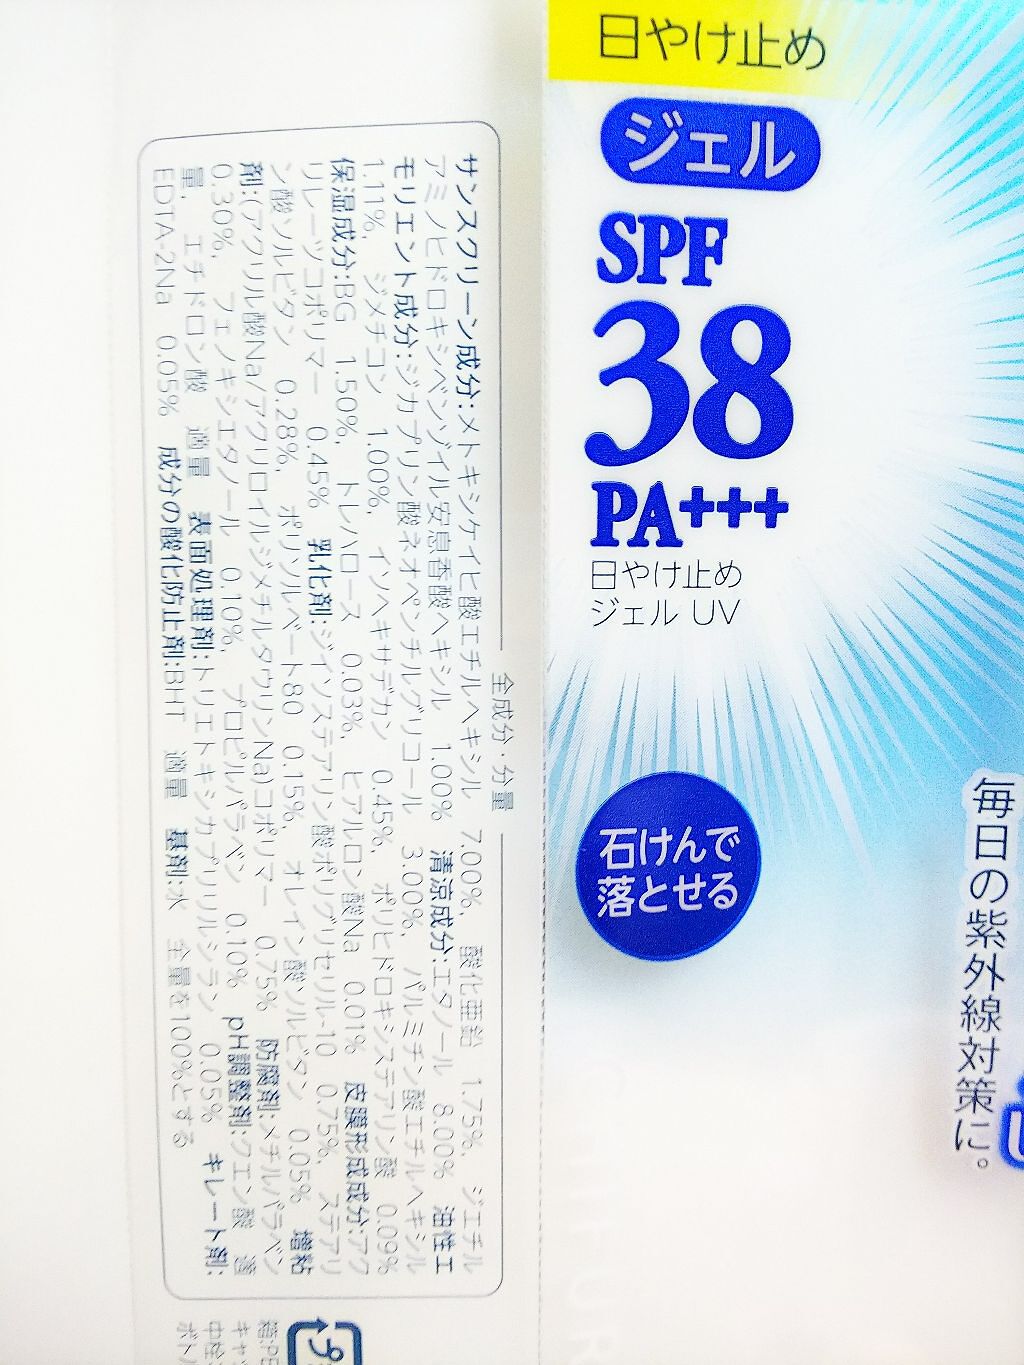 日やけ止め
ジェル
SPF
38
PA+++
日やけ止め
ジェル UV
石けんで
落とせる
毎日の紫外線対策に。
全成分・分量
サンスクリーン成分:メトキシケイヒ酸エチルヘキシル 7.00%, 酸化亜鉛 1.75%, ジエチル
アミノヒドロキシベンゾイル安息香酸ヘキシル 1.00% 清涼成分:エタノール 8.00% 油性エ
モリエント成分:ジカプリン酸ネオペンチルグリコール 3.00%, パルミチン酸エチルヘキシル
1.11%, ジメチコン 1.00%, イソヘキサデカン 0.45%, ポリヒドロキシステアリン酸 0.09%
保湿成分:BG 1.50%, トレハロース 0.03%, ヒアルロン酸Na 0.01% 皮膜形成成分:アク
リレーツコポリマー 0.45% 乳化剤:ジイソステアリン酸ポリグリセリル-10 0.75%, ステアリ
ン酸ソルビタン 0.28%, ポリソルベート80 0.15%, オレイン酸ソルビタン 0.05% 増粘
剤:(アクリル酸Na/アクリロイルジメチルタウリンNa)コポリマー 0.75% 防腐剤:メチルパラベン
0.30%, フェノキシエタノール 0.10%, プロピルパラベン 0.10% pH調整剤:クエン酸 適
量, エチドロン酸 適量 表面処理剤:トリエトキシカプリリルシラン 0.05% キレート剤:
EDTA-2Na 0.05% 成分の酸化防止剤:BHT 適量 基剤:水 全量を100%とする